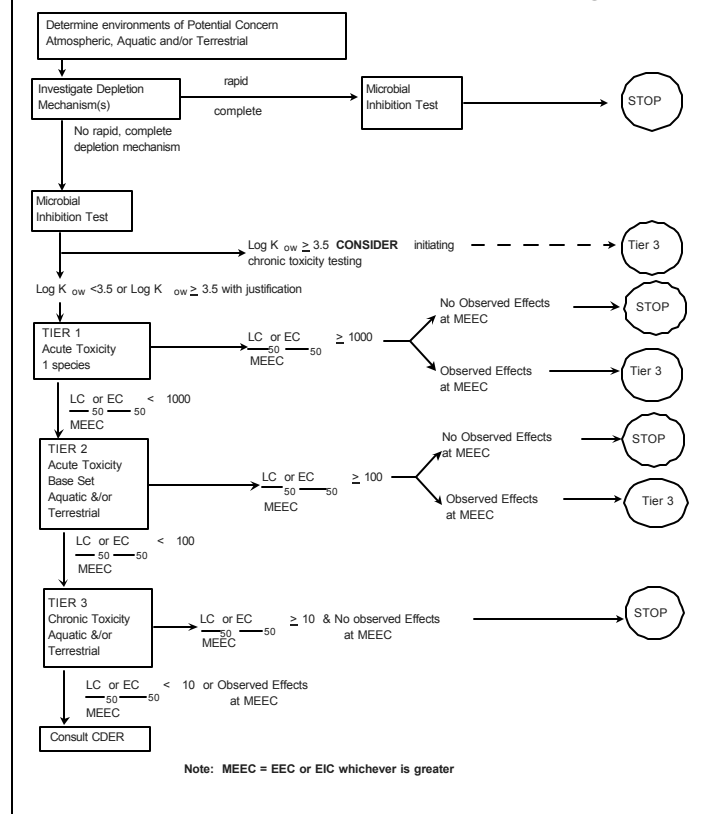 Determine environments of Potential Concern
Atmospheric, Aquatic and/or Terrestrial
Investigate Depletion
Mechanism(s)
rapid
complete
Microbial
Inhibition Test
STOP
No rapid, complete
depletion mechanism
Microbial
Inhibition Test
Log K ow ≥ 3.5 CONSIDER initiating
chronic toxicity testing
Tier 3
Log K ow <3.5 or Log K ow ≥ 3.5 with justification
TIER 1
Acute Toxicity
1 species
LC 50 or EC 50 ≥ 1000
MEEC
No Observed Effects
at MEEC
STOP
Observed Effects
at MEEC
Tier 3
LC 50 or EC 50 < 1000
MEEC
TIER 2
Acute Toxicity
Base Set
Aquatic &/or
Terrestrial
LC 50 or EC 50 ≥ 100
MEEC
No Observed Effects
at MEEC
STOP
Observed Effects
at MEEC
Tier 3
LC 50 or EC 50 < 100
MEEC
TIER 3
Chronic Toxicity
Aquatic &/or
Terrestrial
LC 50 or EC 50 ≥ 10 & No observed Effects
MEEC
at MEEC
STOP
LC 50 or EC 50 < 10 or Observed Effects
MEEC
at MEEC
Consult CDER
Note: MEEC = EEC or EIC whichever is greater